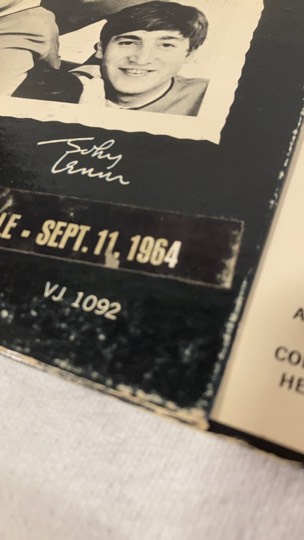 John
Lennon
LE - SEPT. 11, 1964
VJ 1092
A
CO
HE